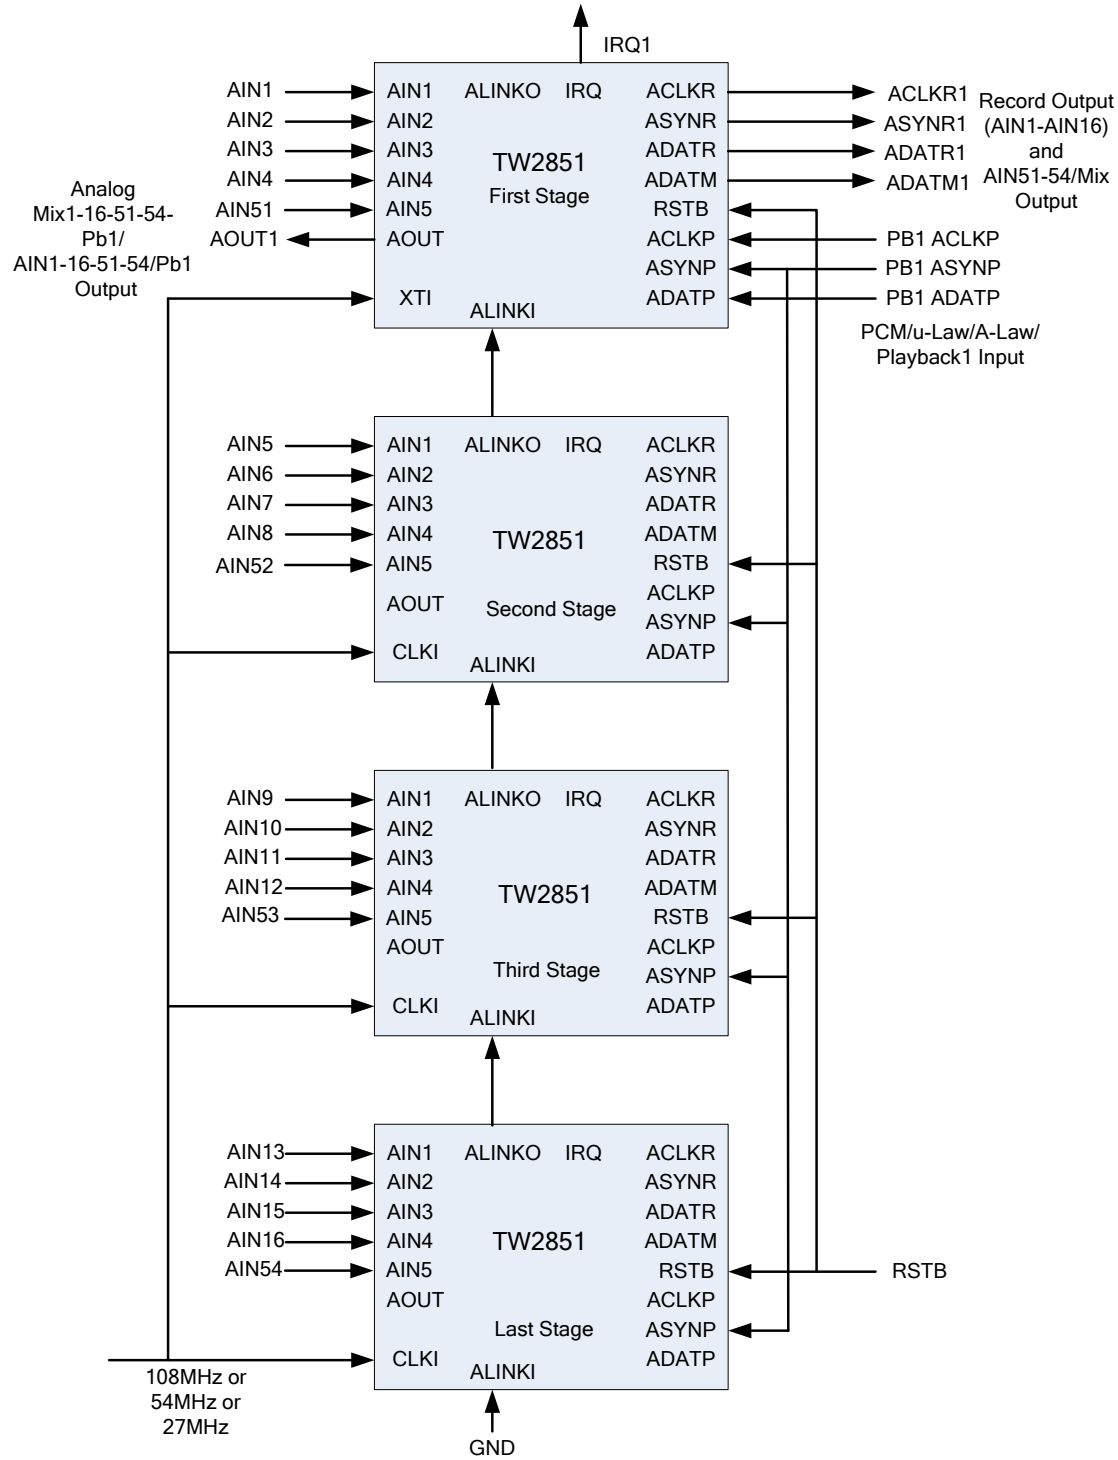 IRQ1
AIN1 AIN1 ALINKO IRQ ACLKR ACLKR1
AIN2 AIN2 ASYNR ASYNR1
AIN3 AIN3 ADATR ADATR1
AIN4 AIN4 ADATM ADATM1
AIN51 AIN5 RSTB
AOUT1 AOUT ACLKP PB1 ACLKP
ASYNP PB1 ASYNP
XTI ADATP PB1 ADATP
ALINKI
TW2851
First Stage
Record Output
(AIN1-AIN16)
and
AIN51-54/Mix
Output
Analog
Mix1-16-51-54-
Pb1/
AIN1-16-51-54/Pb1
Output
PCM/u-Law/A-Law/
Playback1 Input
AIN5 AIN1 ALINKO IRQ ACLKR
AIN6 AIN2 ASYNR
AIN7 AIN3 ADATR
AIN8 AIN4 ADATM
TW2851
AIN52 AIN5 RSTB
ACLKP
AOUT Second Stage
ASYNP
CLKI ADATP
ALINKI
AIN9 AIN1 ALINKO IRQ ACLKR
AIN10 AIN2 ASYNR
AIN11 AIN3 ADATR
AIN12 AIN4 ADATM
TW2851
AIN53 AIN5 RSTB
AOUT ACLKP
Third Stage
ASYNP
CLKI ADATP
ALINKI
AIN13 AIN1 ALINKO IRQ ACLKR
AIN14 AIN2 ASYNR
AIN15 AIN3 ADATR
AIN16 AIN4 TW2851 ADATM
AIN54 AIN5 RSTB RSTB
AOUT ACLKP
Last Stage ASYNP
CLKI ADATP
ALINKI
108MHz or
54MHz or
27MHz
GND